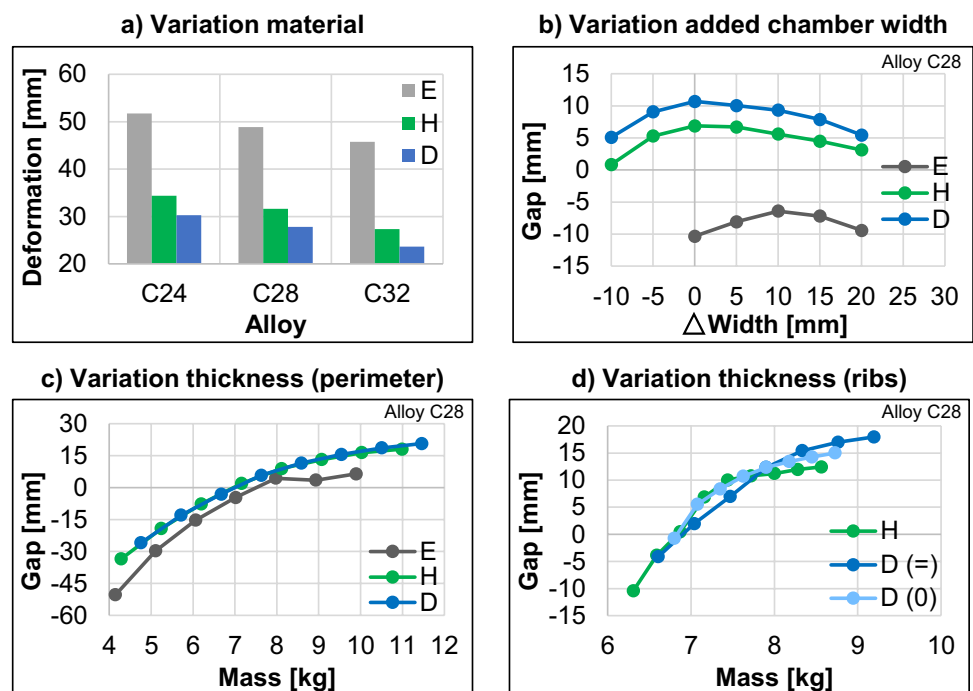 a) Variation material
Deformation [mm]
60
50
40
30
20
E
H
D
C24 C28 C32
Alloy
b) Variation added chamber width
Alloy C28
Gap [mm]
15
10
5
0
-5
-10
-15
E
H
D
-10 -5 0 5 10 15 20 25 30
△Width [mm]
c) Variation thickness (perimeter)
Alloy C28
Gap [mm]
30
15
0
-15
-30
-45
-60
E
H
D
4 5 6 7 8 9 10 11 12
Mass [kg]
d) Variation thickness (ribs)
Alloy C28
Gap [mm]
20
15
10
5
0
-5
-10
-15
H
D (=)
D (0)
6 7 8 9 10
Mass [kg]